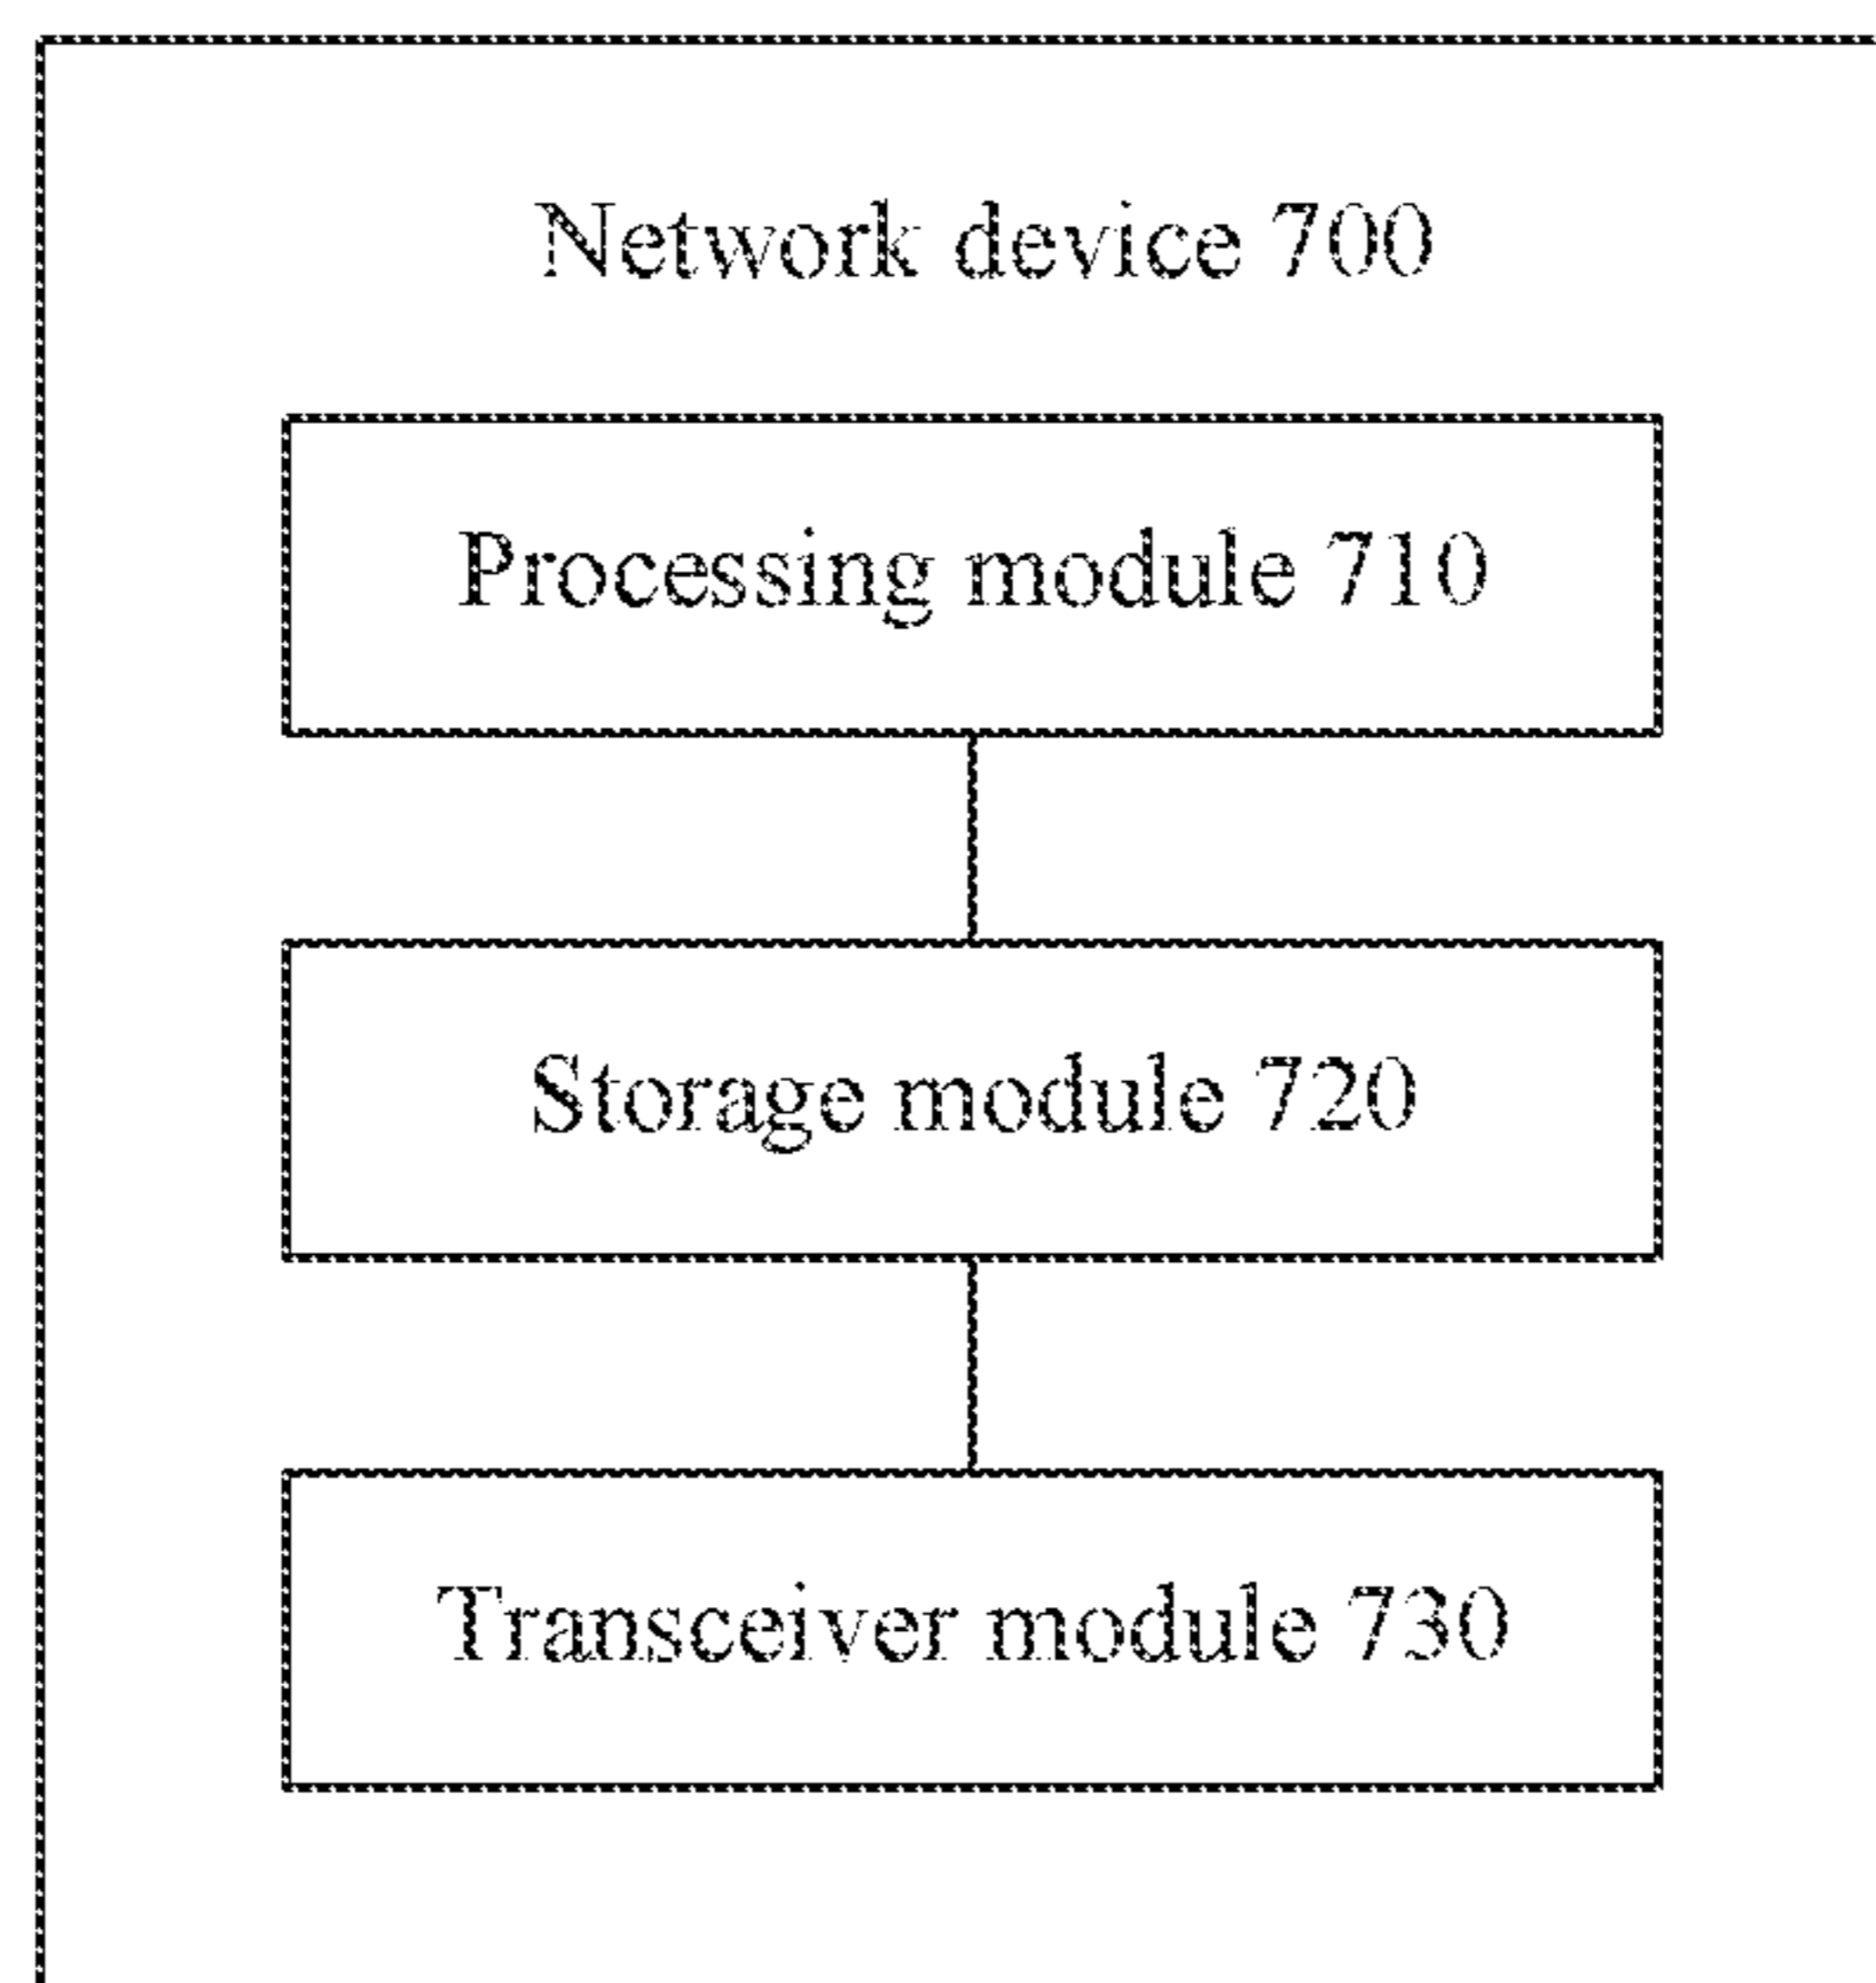 Network device 700
Processing module 710
Storage module 720
Transceiver module 730